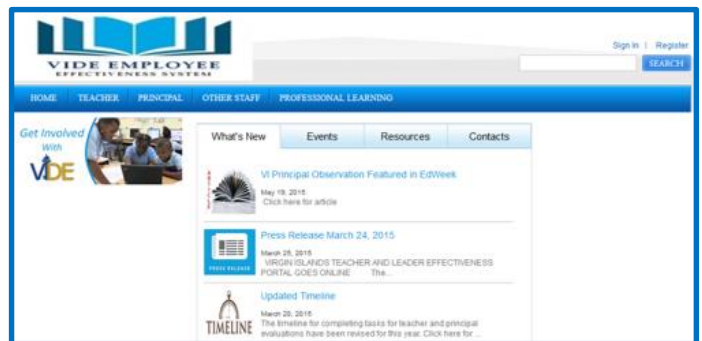 VIDE EMPLOYEE
EFFECTIVENESS SYSTEM
Sign In | Register
SEARCH
HOME TEACHER PRINCIPAL OTHER STAFF PROFESSIONAL LEARNING
Get Involved
With
VIDE
What's New Events Resources Contacts
ARTICLE
VI Principal Observation Featured in EdWeek
May 19, 2015
Click here for article
PRESS RELEASE
Press Release March 24, 2015
March 25, 2015
VIRGIN ISLANDS TEACHER AND LEADER EFFECTIVENESS
PORTAL GOES ONLINE The...
TIMELINE
Updated Timeline
March 20, 2015
The timeline for completing tasks for teacher and principal
evaluations have been revised for this year. Click here for ...